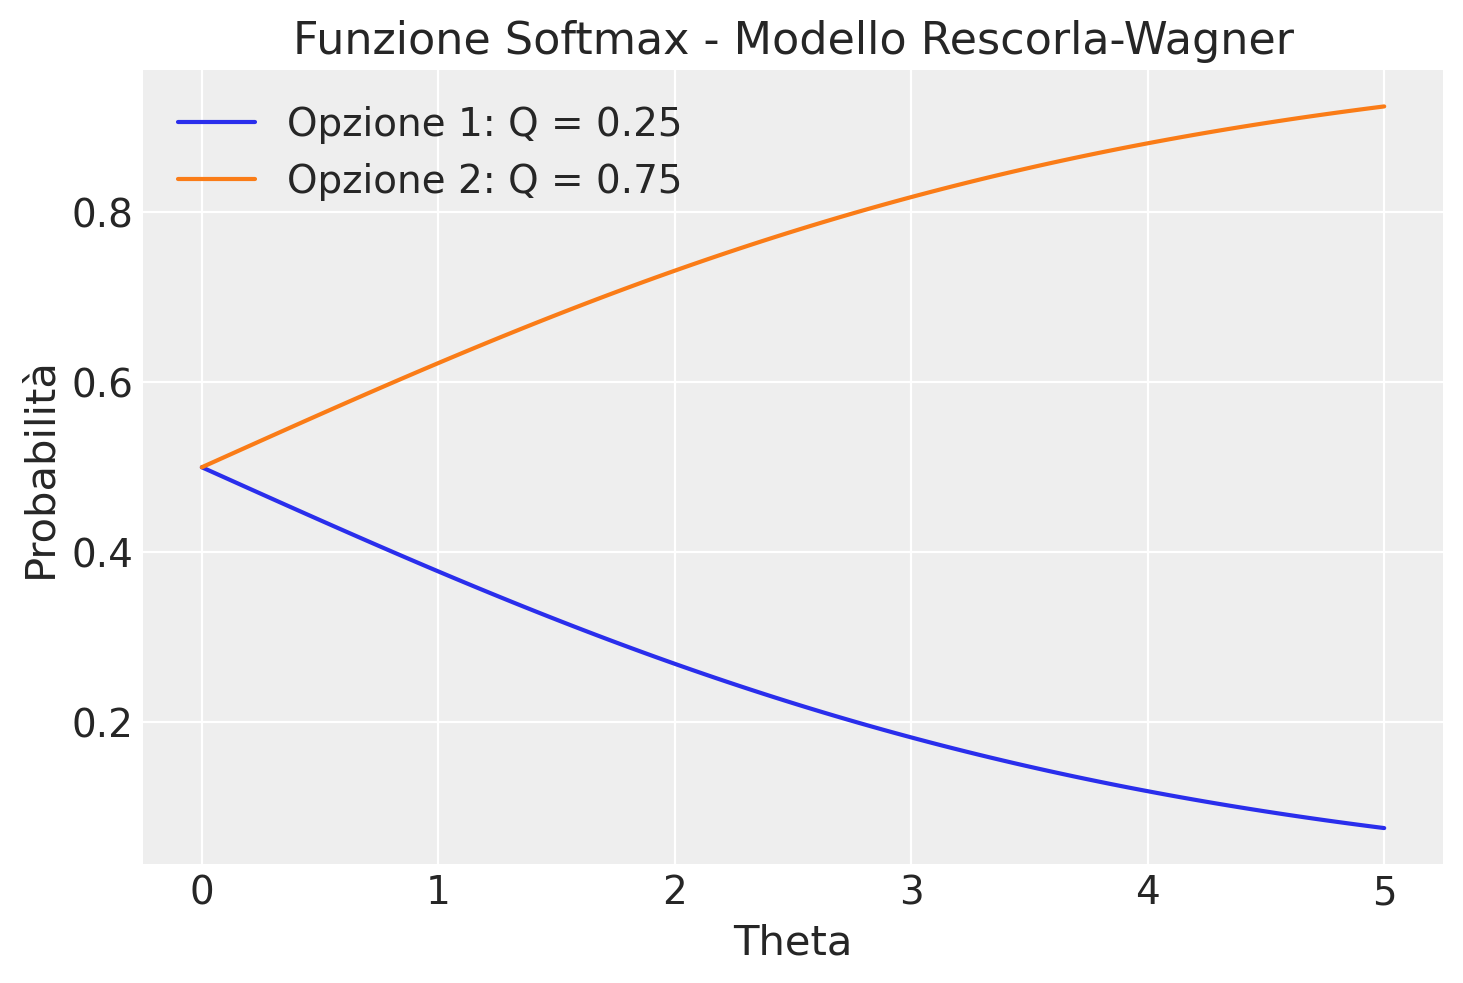 Funzione Softmax - Modello Rescorla-Wagner
Opzione 1: Q = 0.25
Opzione 2: Q = 0.75
Probabilità
0.8
0.6
0.4
0.2
0 1 2 3 4 5
Theta